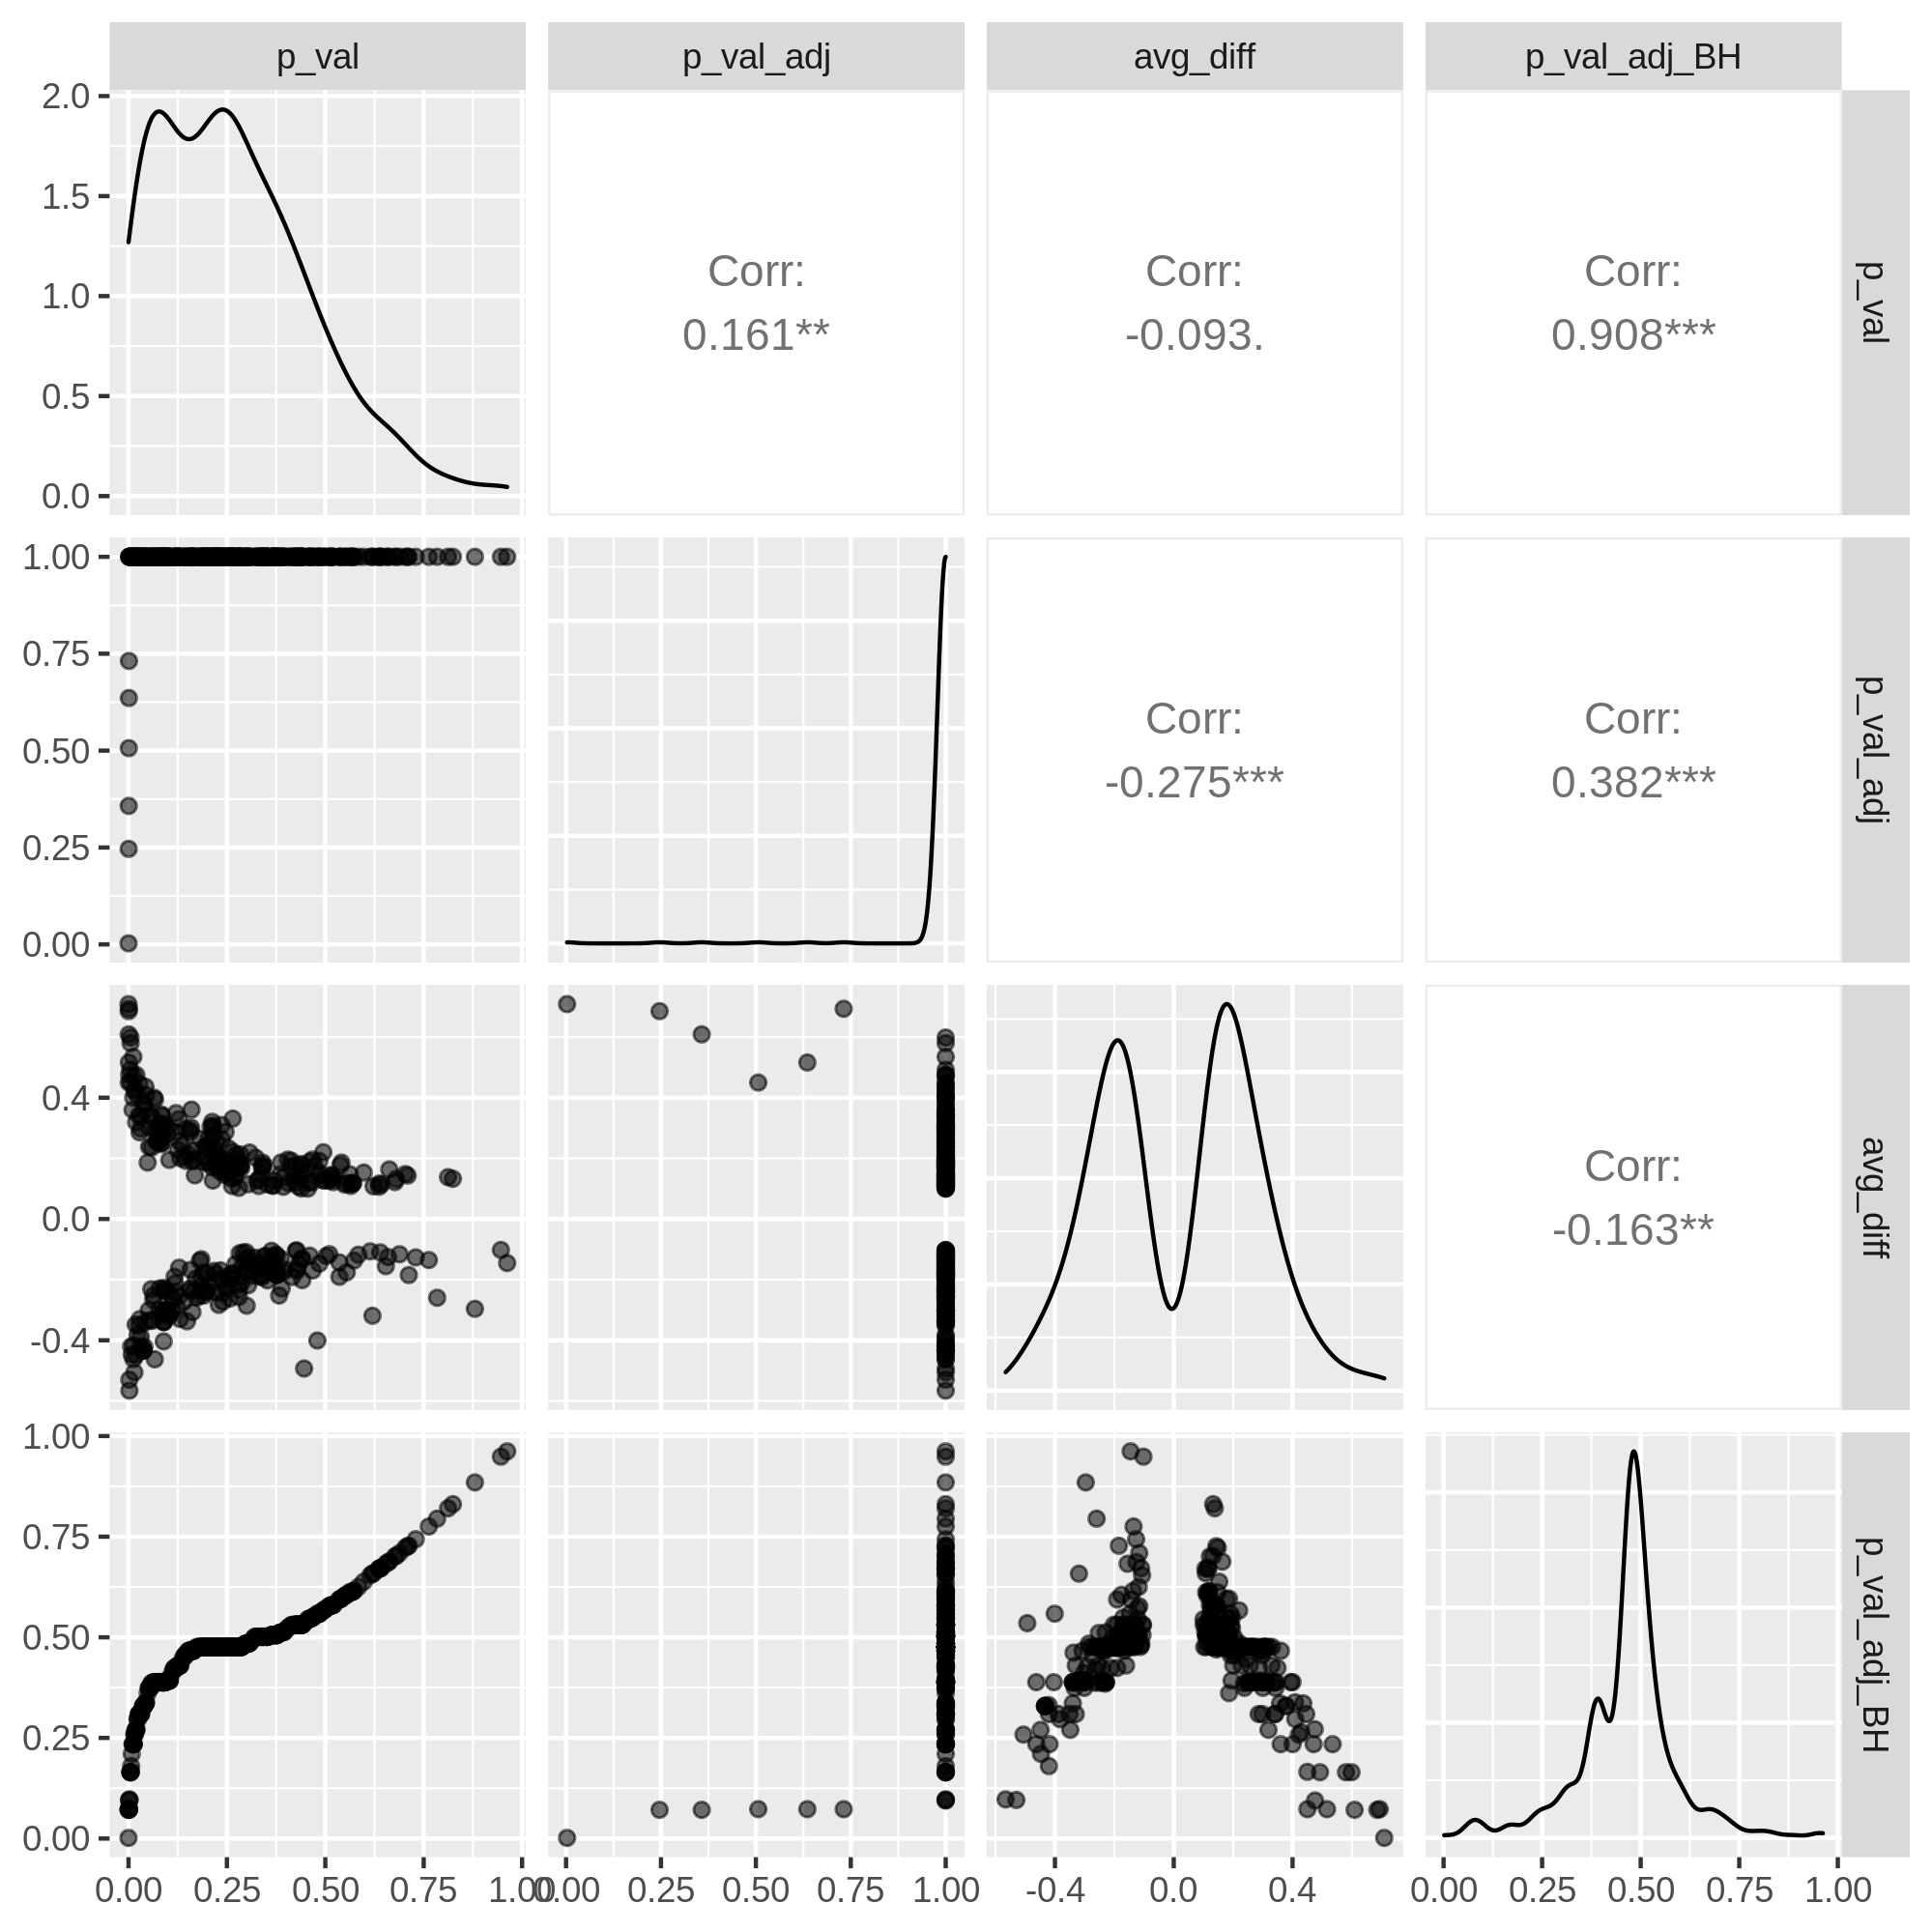 p_val p_val_adj avg_diff p_val_adj_BH
2.0
1.5
1.0
0.5
0.0
Corr:
0.161**
Corr:
-0.093.
Corr:
0.908***
p_val
1.00
0.75
0.50
0.25
0.00
Corr:
-0.275***
Corr:
0.382***
p_val_adj
0.4
0.0
-0.4
Corr:
-0.163**
avg_diff
1.00
0.75
0.50
0.25
0.00
p_val_adj_BH
0.00 0.25 0.50 0.75 1.00
0.00 0.25 0.50 0.75 1.00
-0.4 0.0 0.4
0.00 0.25 0.50 0.75 1.00